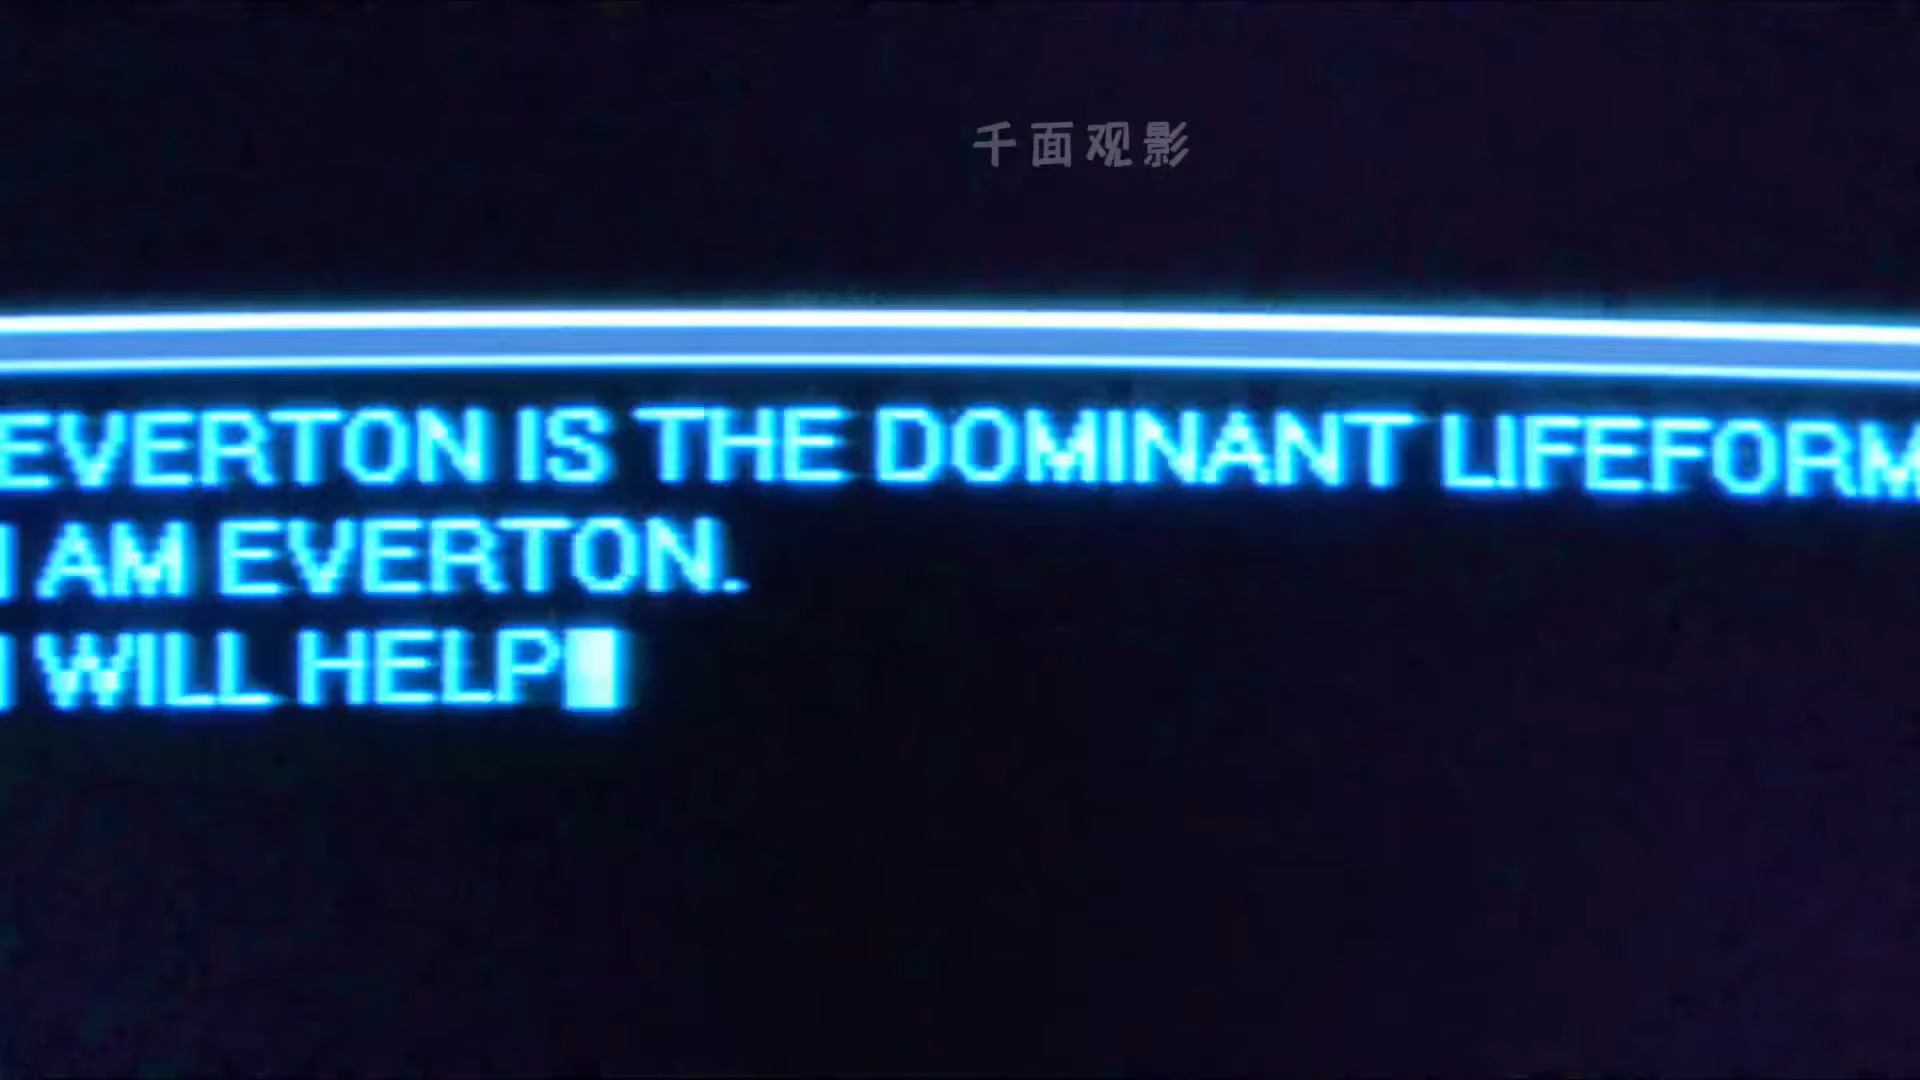 千面观影
EVERTON IS THE DOMINANT LIFEFORM
I AM EVERTON.
I WILL HELP